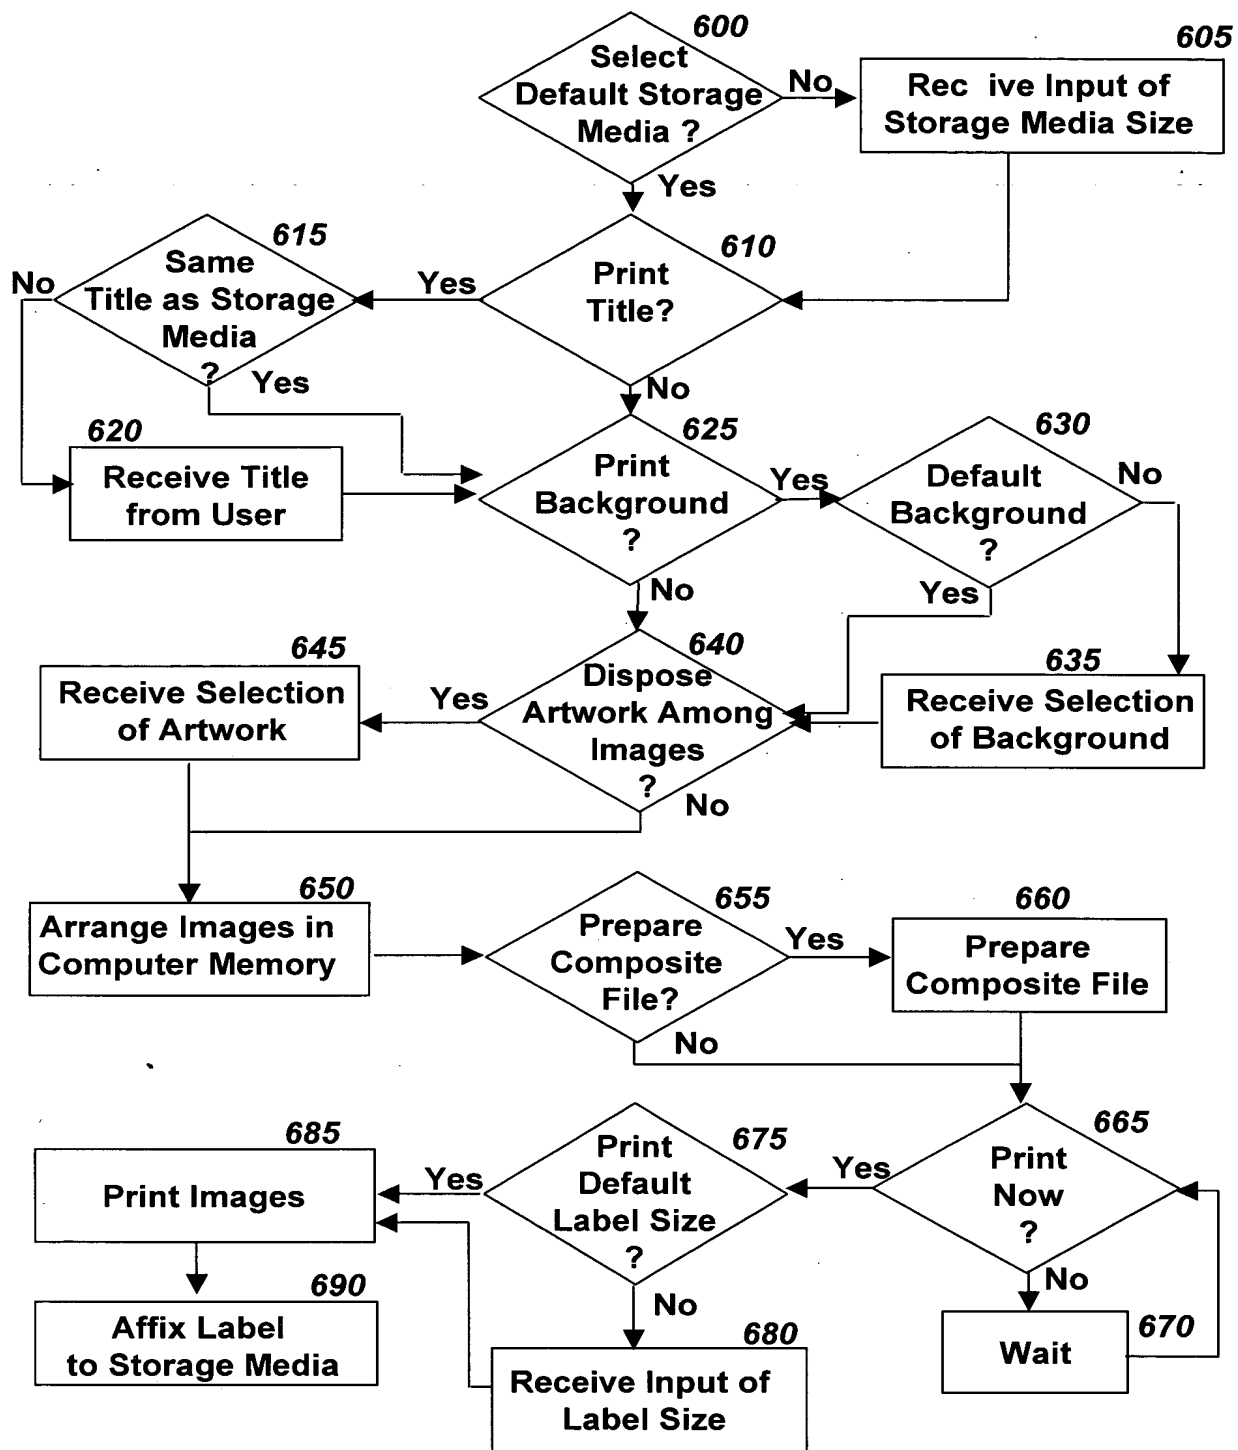 600
Select
Default Storage
Media ?
No
605
Rec ive Input of
Storage Media Size
Yes
615
Same
Title as Storage
Media
?
No
Yes
610
Print
Title?
Yes
No
620
Receive Title
from User
625
Print
Background
?
Yes
No
630
Default
Background
?
No
Yes
635
Receive Selection
of Background
640
Dispose
Artwork Among
Images
?
Yes
No
645
Receive Selection
of Artwork
650
Arrange Images in
Computer Memory
655
Prepare
Composite
File?
Yes
No
660
Prepare
Composite File
665
Print
Now
?
Yes
No
670
Wait
675
Print
Default
Label Size
?
Yes
No
680
Receive Input of
Label Size
685
Print Images
690
Affix Label
to Storage Media